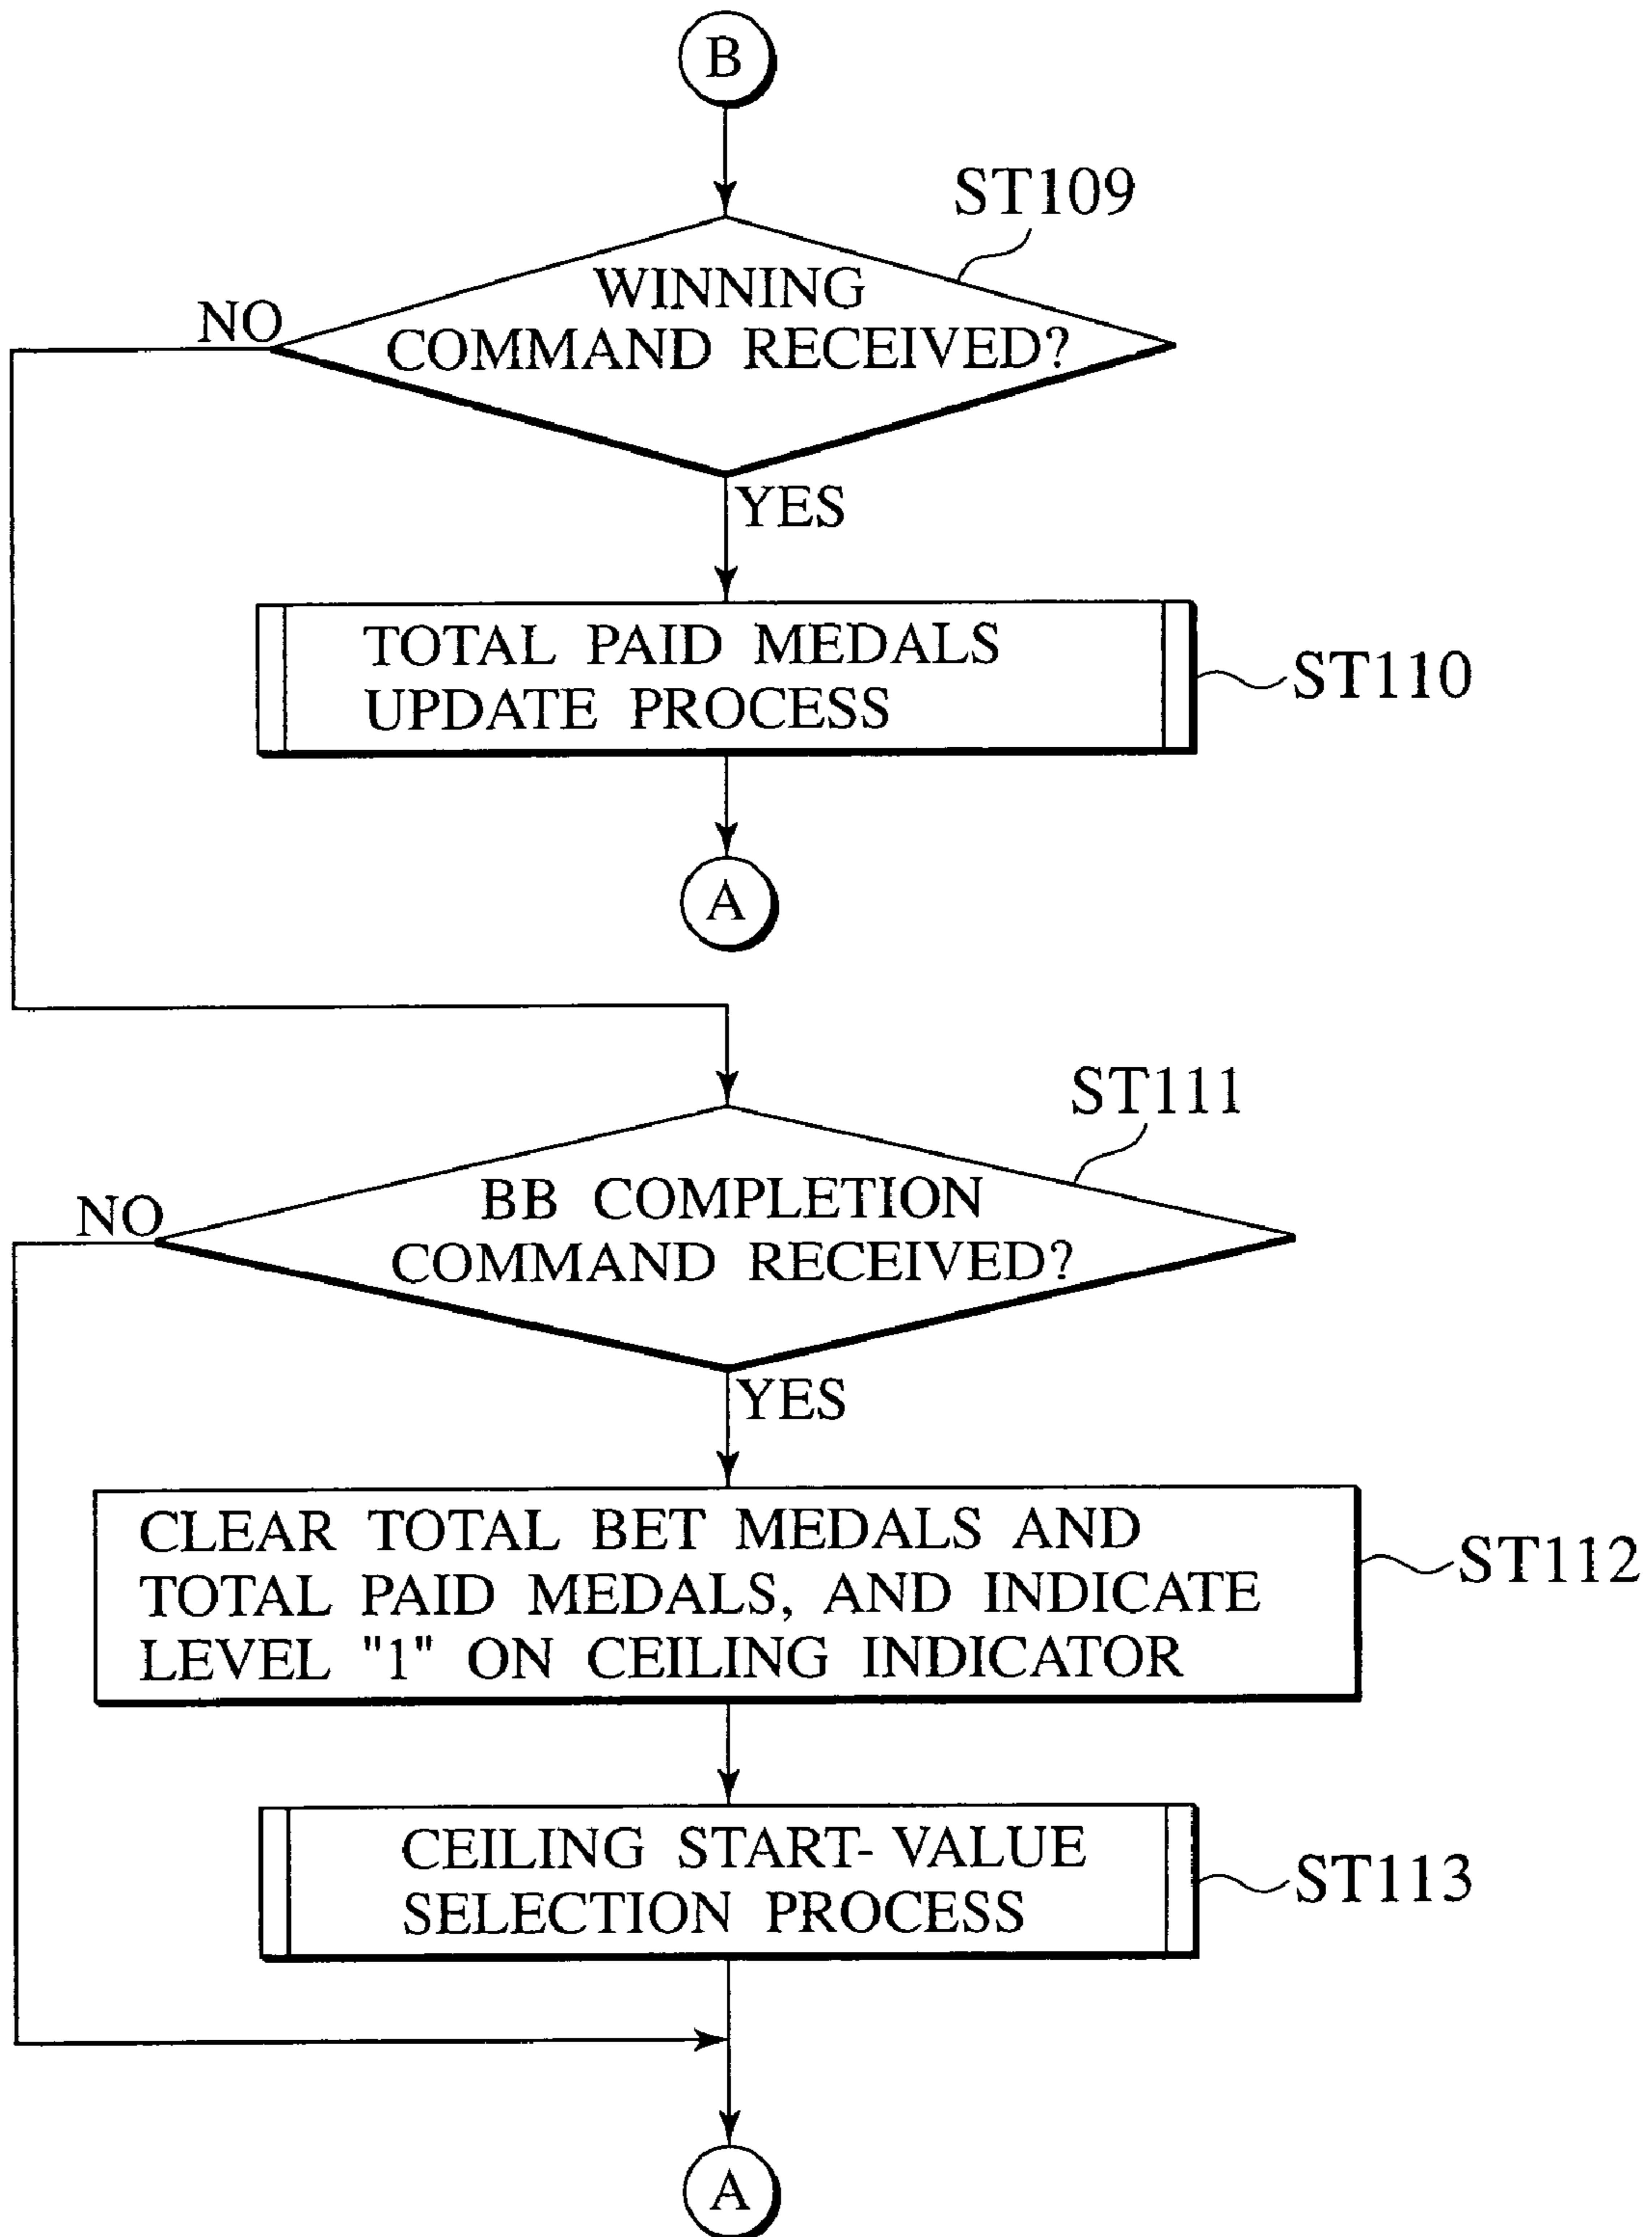 B
ST109
WINNING
COMMAND RECEIVED?
NO
YES
TOTAL PAID MEDALS
UPDATE PROCESS
ST110
A
ST111
BB COMPLETION
COMMAND RECEIVED?
NO
YES
CLEAR TOTAL BET MEDALS AND
TOTAL PAID MEDALS, AND INDICATE
LEVEL "1" ON CEILING INDICATOR
ST112
CEILING START- VALUE
SELECTION PROCESS
ST113
A